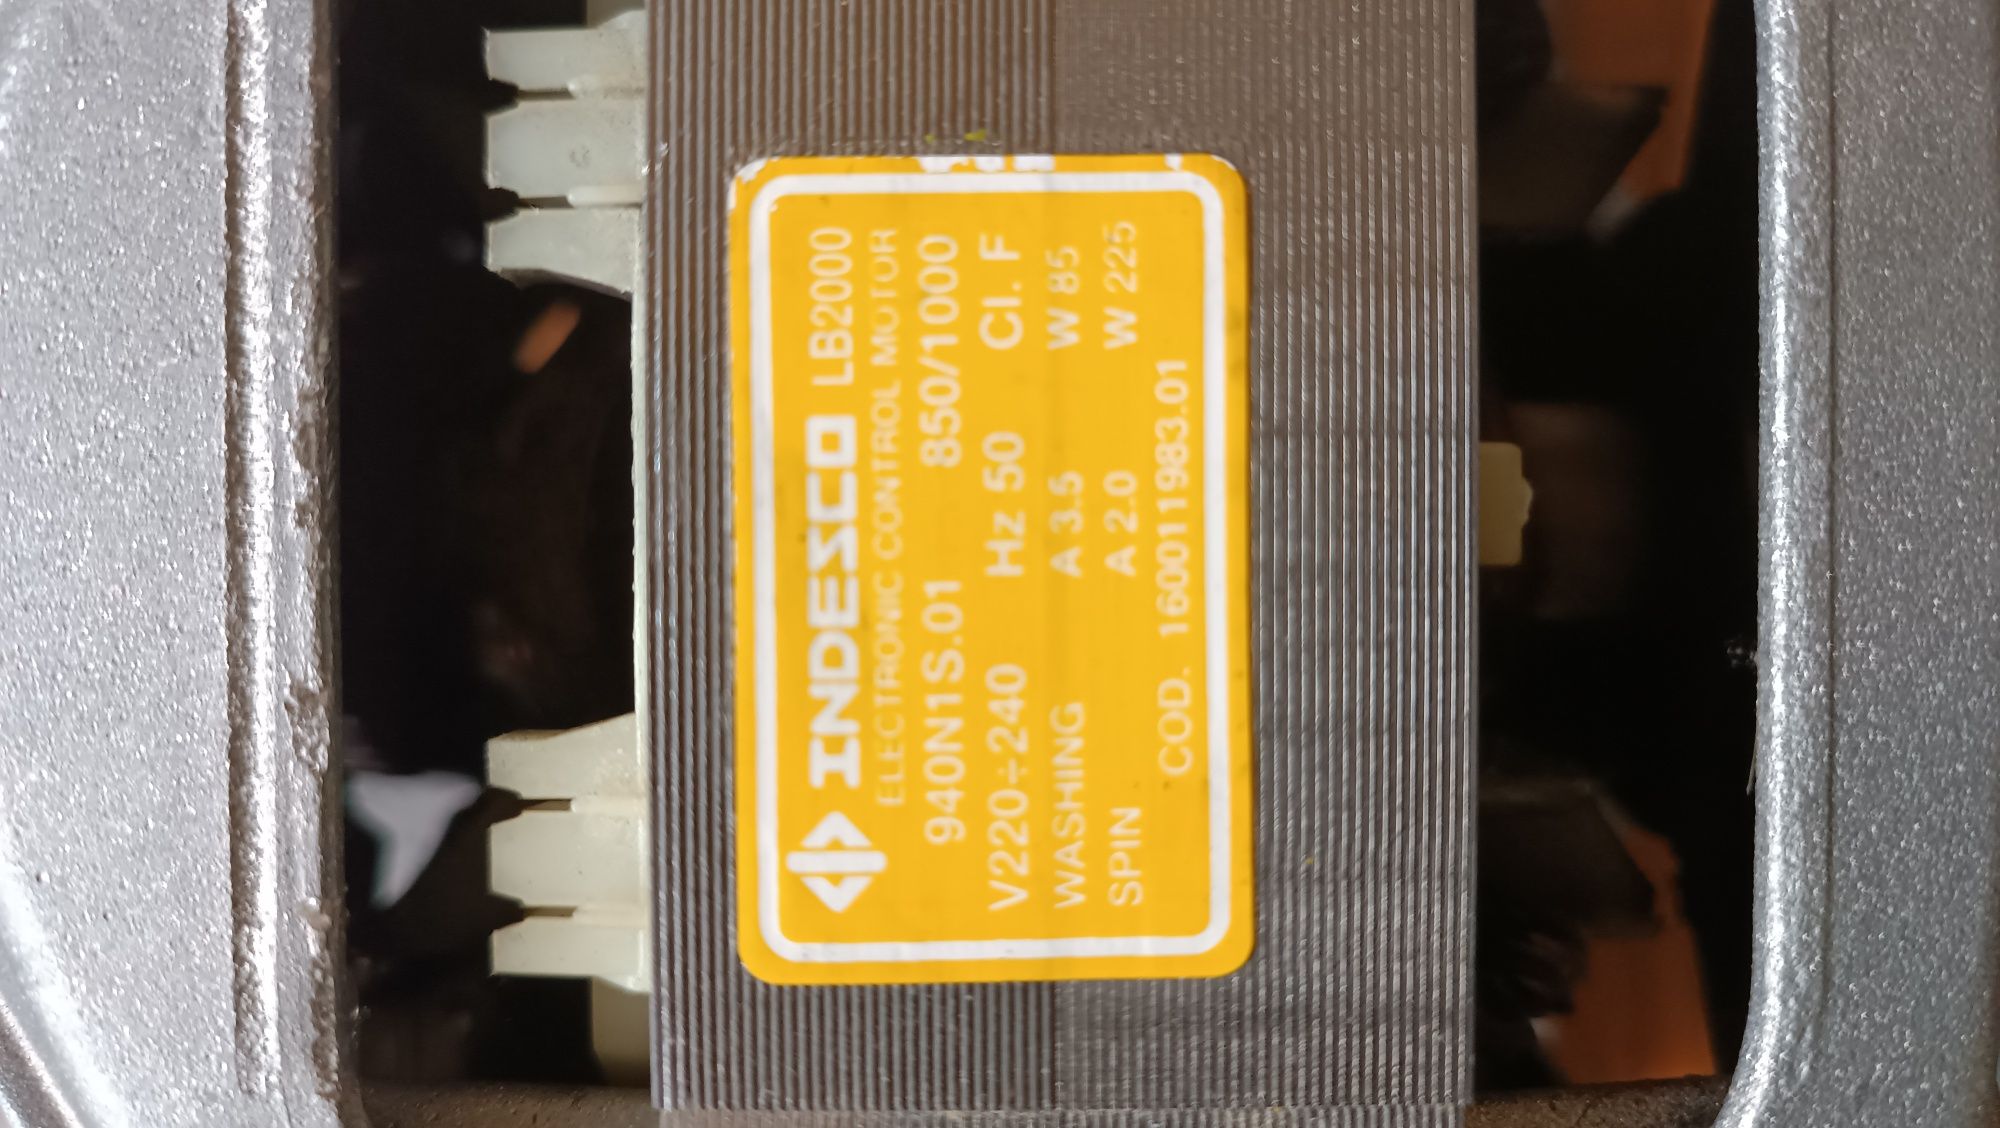 INDESCO LB2000
ELECTRONIC CONTROL MOTOR
940N1S.01 850/1000
V220÷240 Hz 50 Cl. F
WASHING A 3.5 W 85
SPIN A 2.0 W 225
COD. 160011983.01